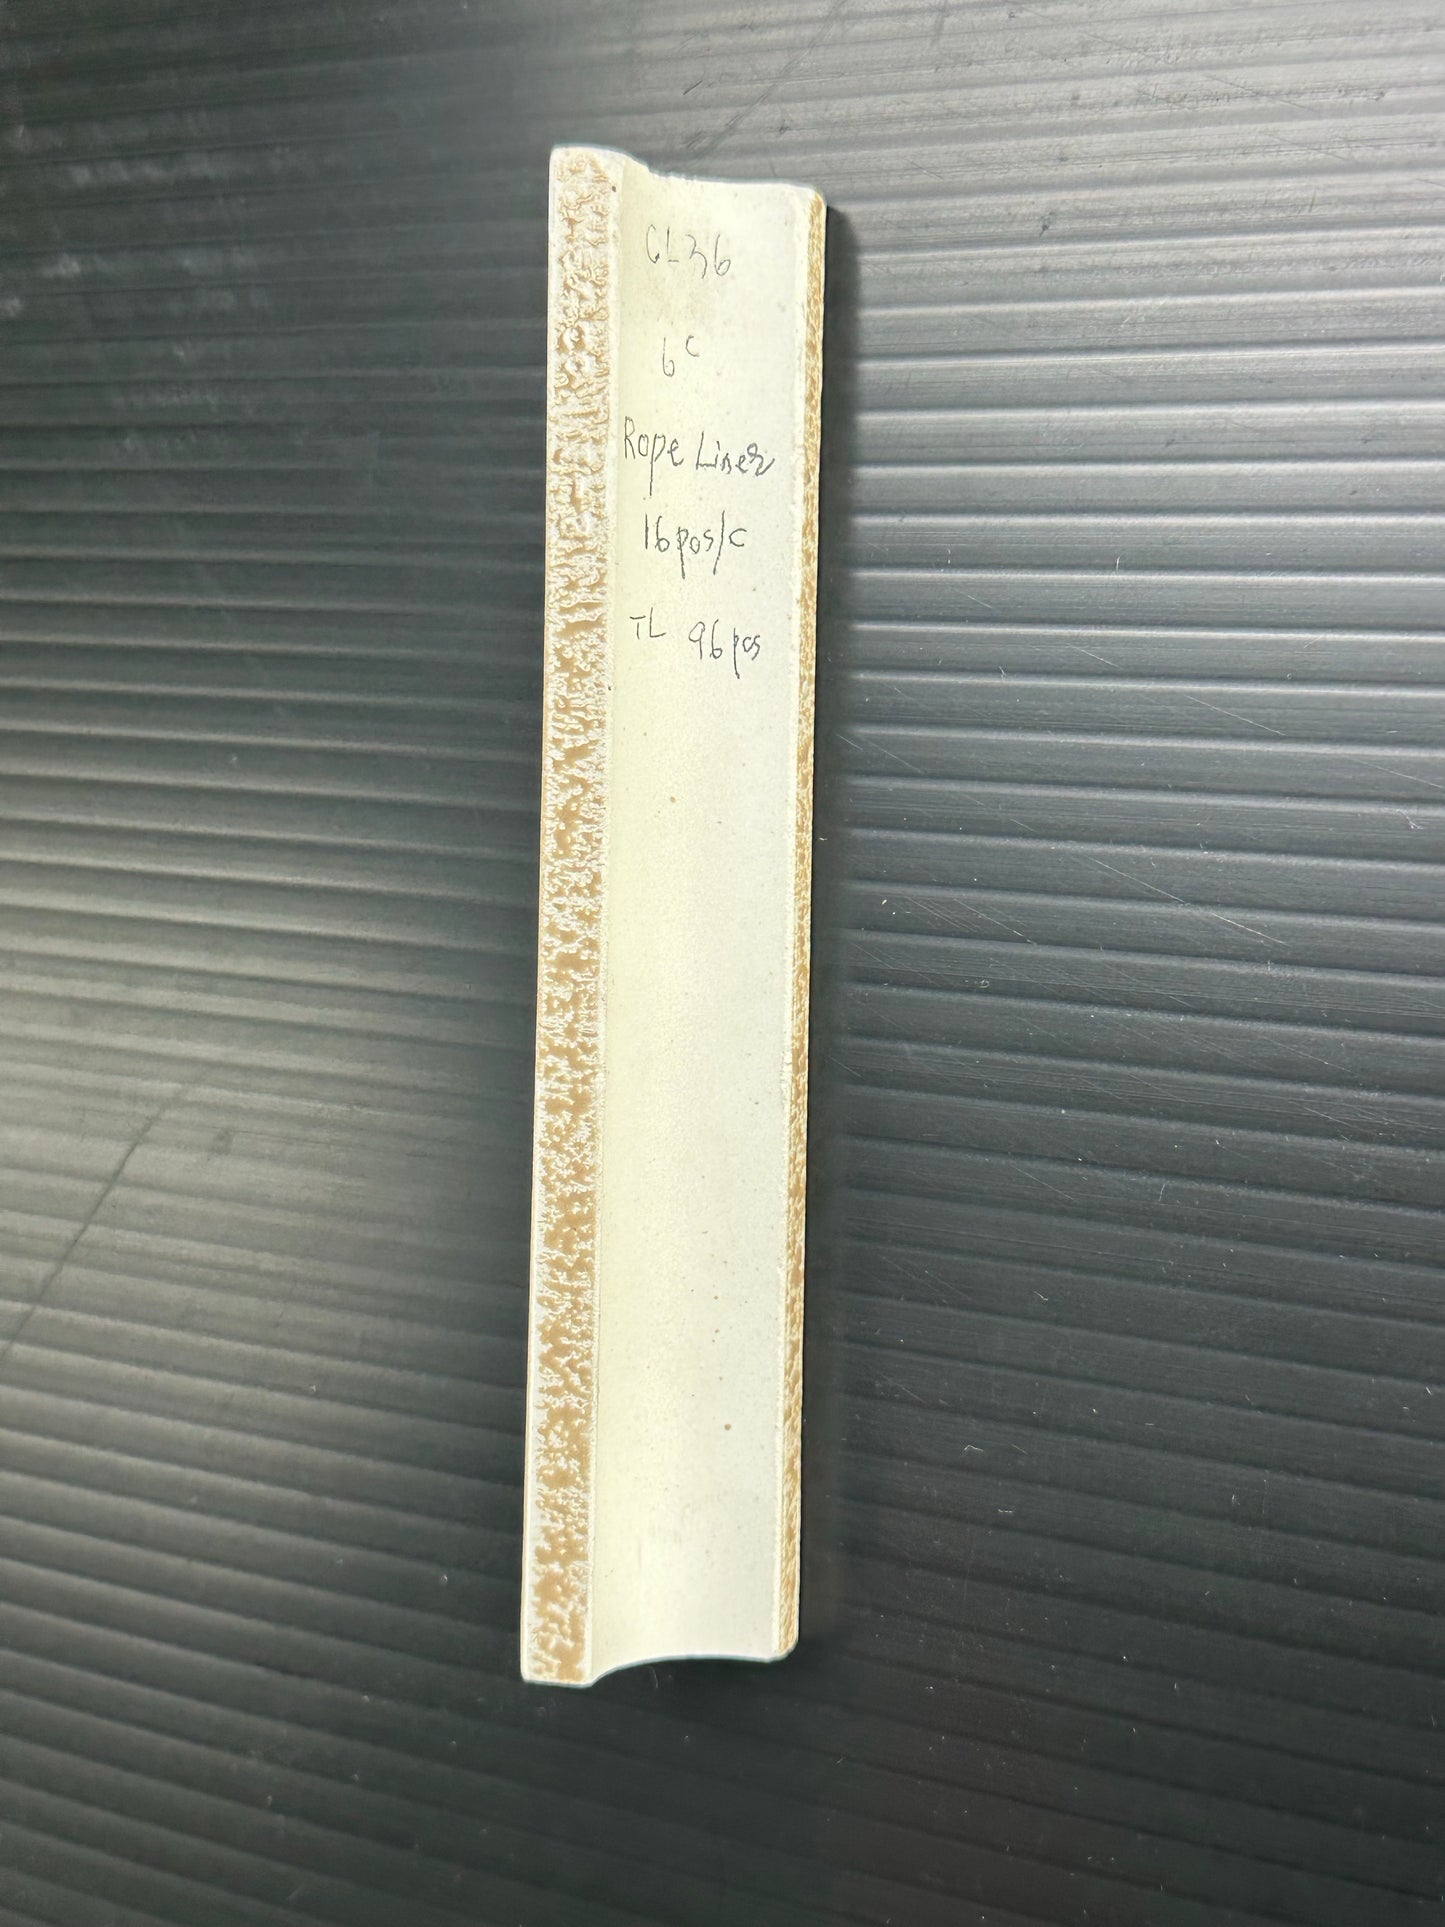 CL36
6c
Rope Liner
16pcs/c
TL 96pcs